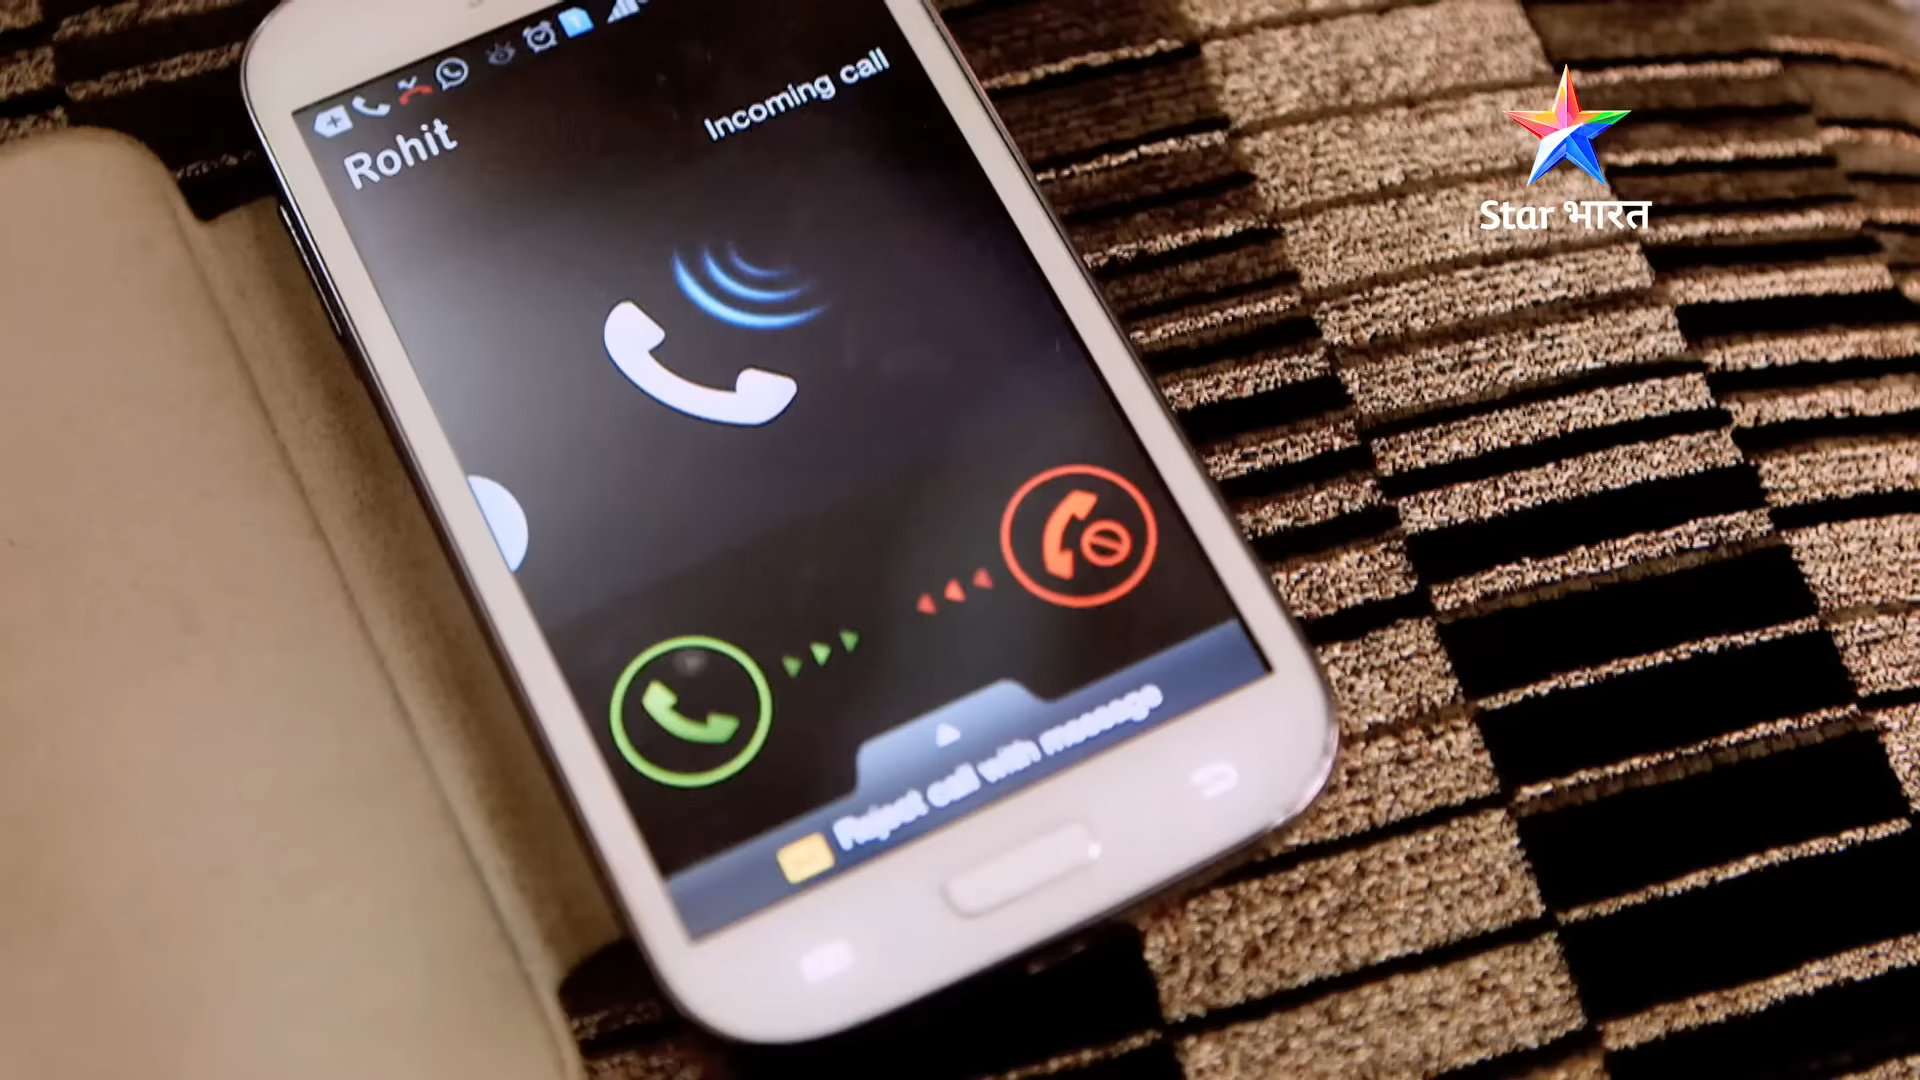 Incoming call
Rohit
Star भारत
Reject call with message